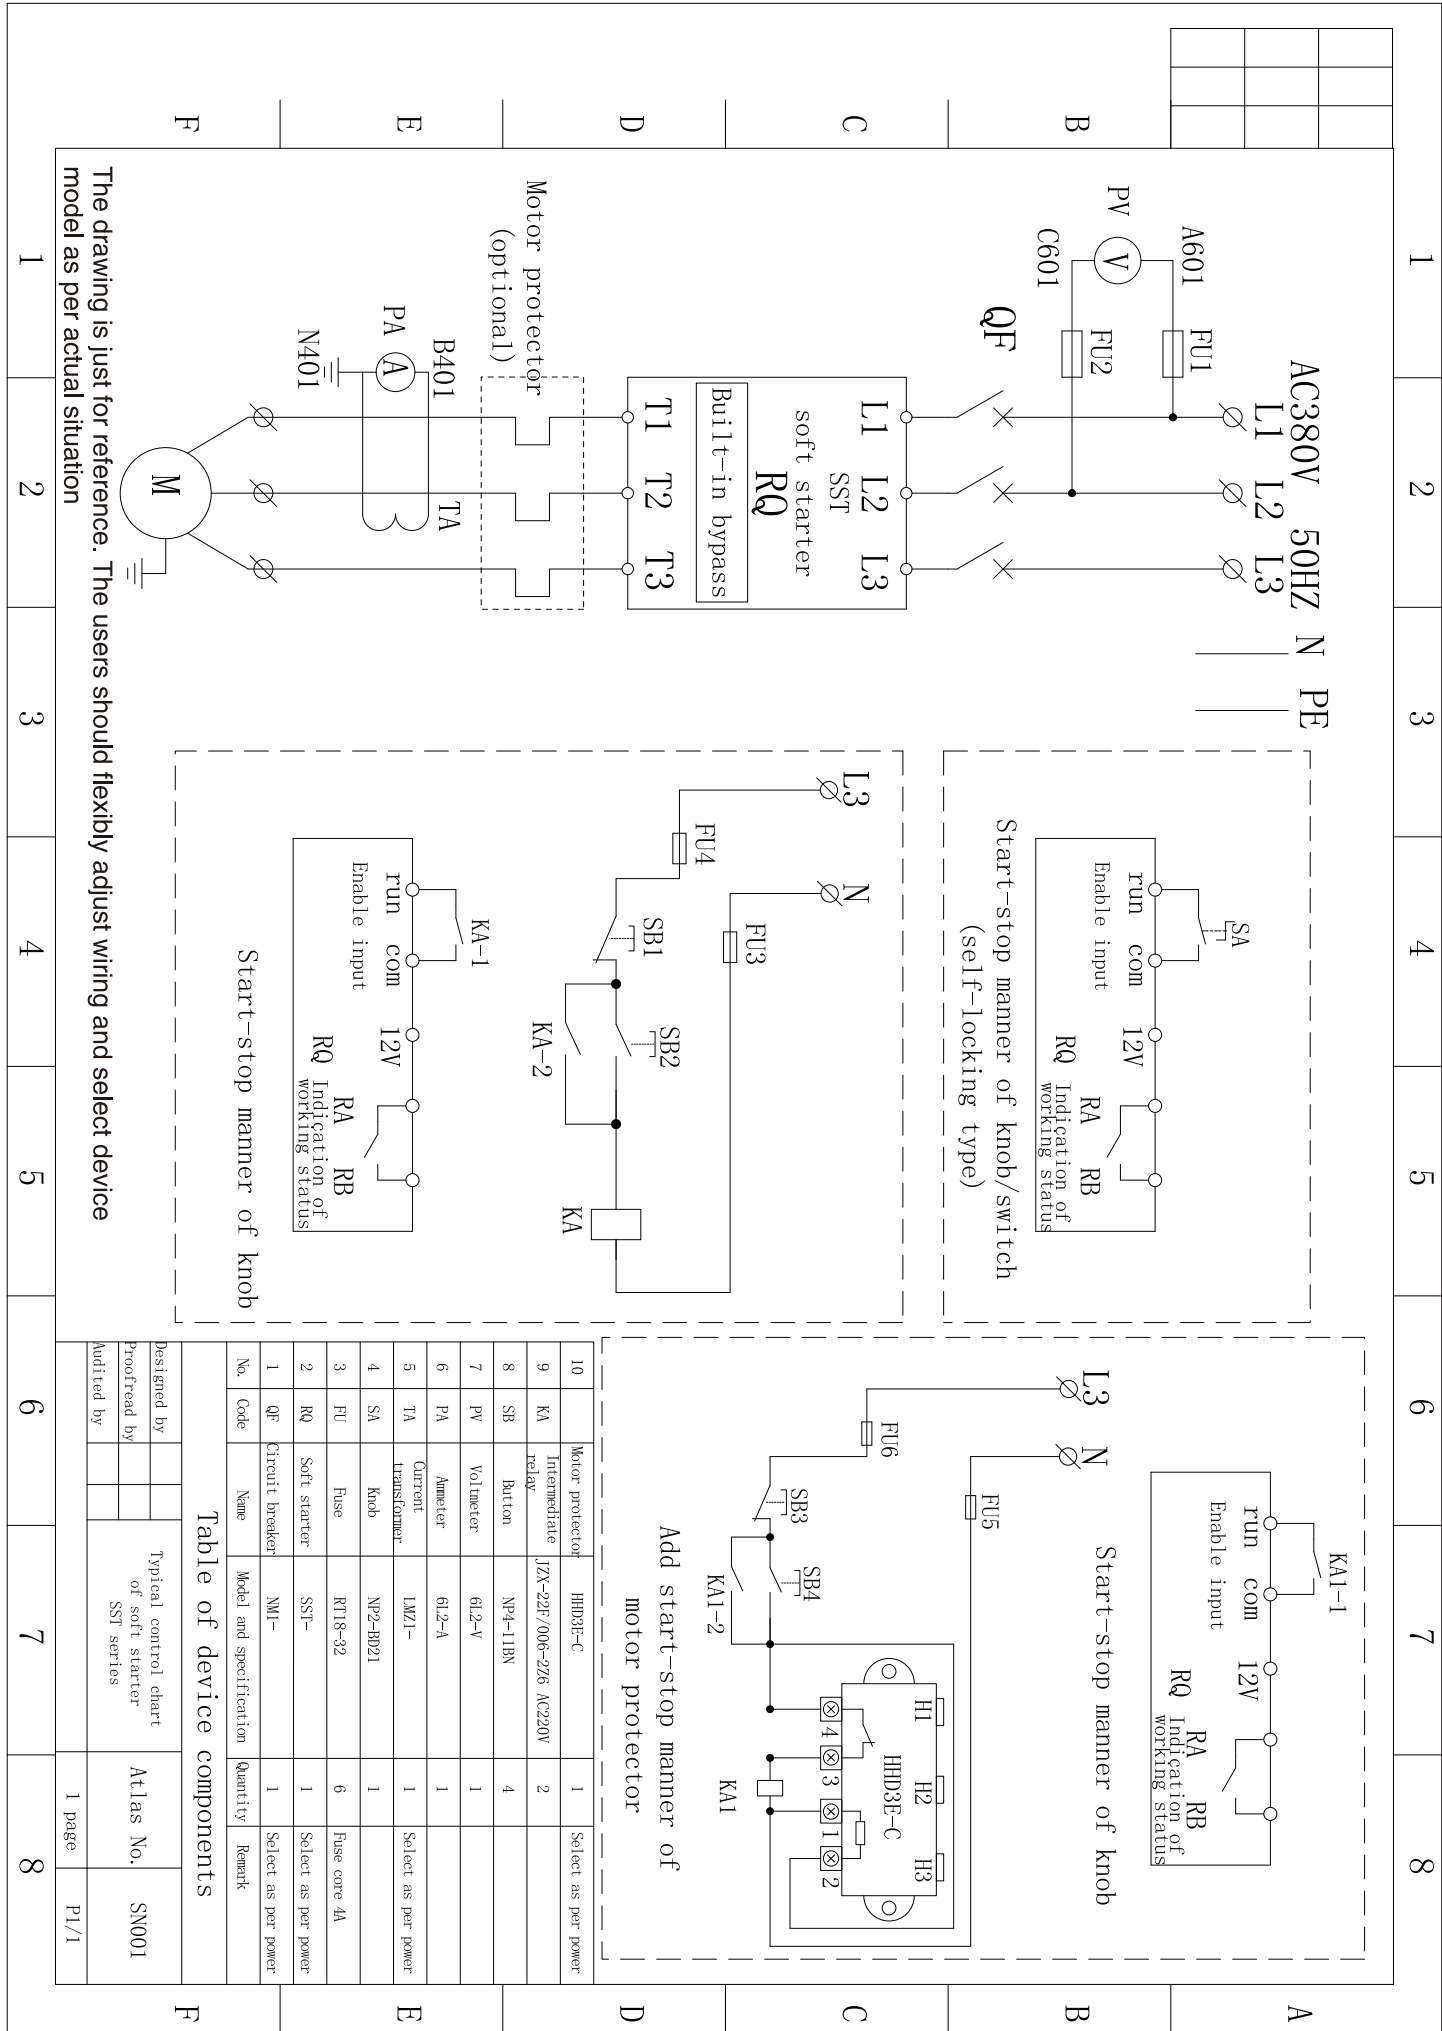 1
2
3
4
5
6
7
8
A
B
B
C
C
D
D
E
E
F
F
AC380V 50HZ N PE
L1 L2 L3
A601
FU1
PV
V
C601
FU2
QF
L1 L2 L3
SST
soft starter
RQ
Built-in bypass
T1 T2 T3
Motor protector
(optional)
B401
TA
PA
A
N401
M
SA
run com 12V RA RB
Enable input
RQ
Indication of
working status
Start-stop manner of knob/switch
(self-locking type)
L3
N
FU3
FU4
SB1
SB2
KA-2
KA
KA-1
run com 12V RA RB
Enable input
RQ
Indication of
working status
Start-stop manner of knob
KA1-1
run com 12V RA RB
Enable input
RQ
Indication of
working status
Start-stop manner of knob
L3
N
FU5
FU6
SB3
SB4
KA1-2
H1 H2 H3
HHD3E-C
4 3 1 2
KA1
Add start-stop manner of
motor protector
10 Motor protector HHD3E-C 1 Select as per power
9 KA Intermediate relay JZX-22F/006-2Z6 AC220V 2
8 SB Button NP4-11BN 4
7 PV Voltmeter 6L2-V 1
6 PA Ammeter 6L2-A 1
5 TA Current transformer LMZ1- 1 Select as per power
4 SA Knob NP2-BD21 1
3 FU Fuse RT18-32 6 Fuse core 4A
2 RQ Soft starter SST- 1 Select as per power
1 QF Circuit breaker NM1- 1 Select as per power
No. Code Name Model and specification Quantity Remark
Table of device components
Designed by
Proofread by
Audited by
Typical control chart
of soft starter
SST series
Atlas No. SN001
1 page P1/1
The drawing is just for reference. The users should flexibly adjust wiring and select device
model as per actual situation
1
2
3
4
5
6
7
8